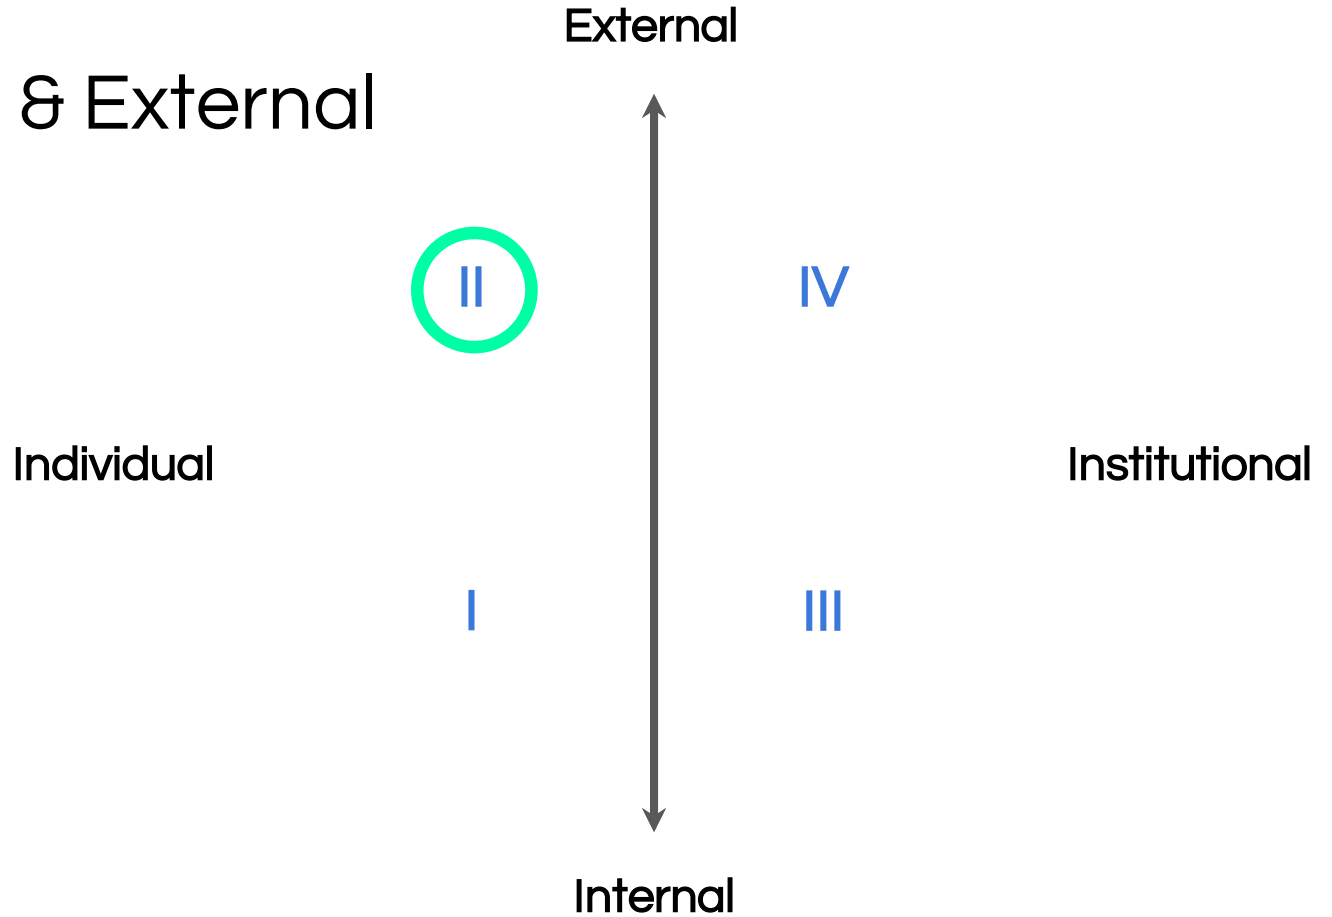 External
& External
II
IV
Individual
Institutional
I
III
Internal